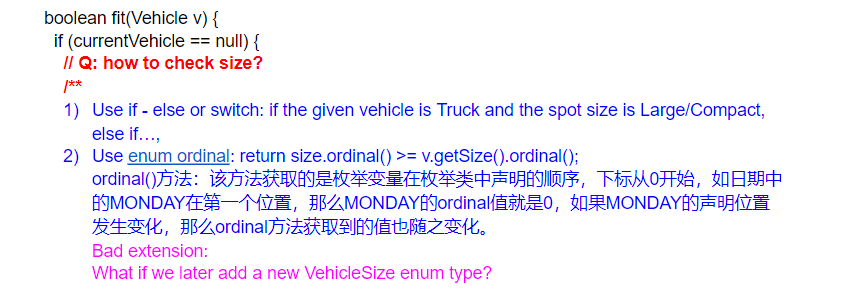 boolean fit(Vehicle v) {
if (currentVehicle == null) {
// Q: how to check size?
/**
1) Use if - else or switch: if the given vehicle is Truck and the spot size is Large/Compact,
else if…,
2) Use enum ordinal: return size.ordinal() >= v.getSize().ordinal();
ordinal()方法：该方法获取的是枚举变量在枚举类中声明的顺序，下标从0开始，如日期中
的MONDAY在第一个位置，那么MONDAY的ordinal值就是0，如果MONDAY的声明位置
发生变化，那么ordinal方法获取到的值也随之变化。
Bad extension:
What if we later add a new VehicleSize enum type?